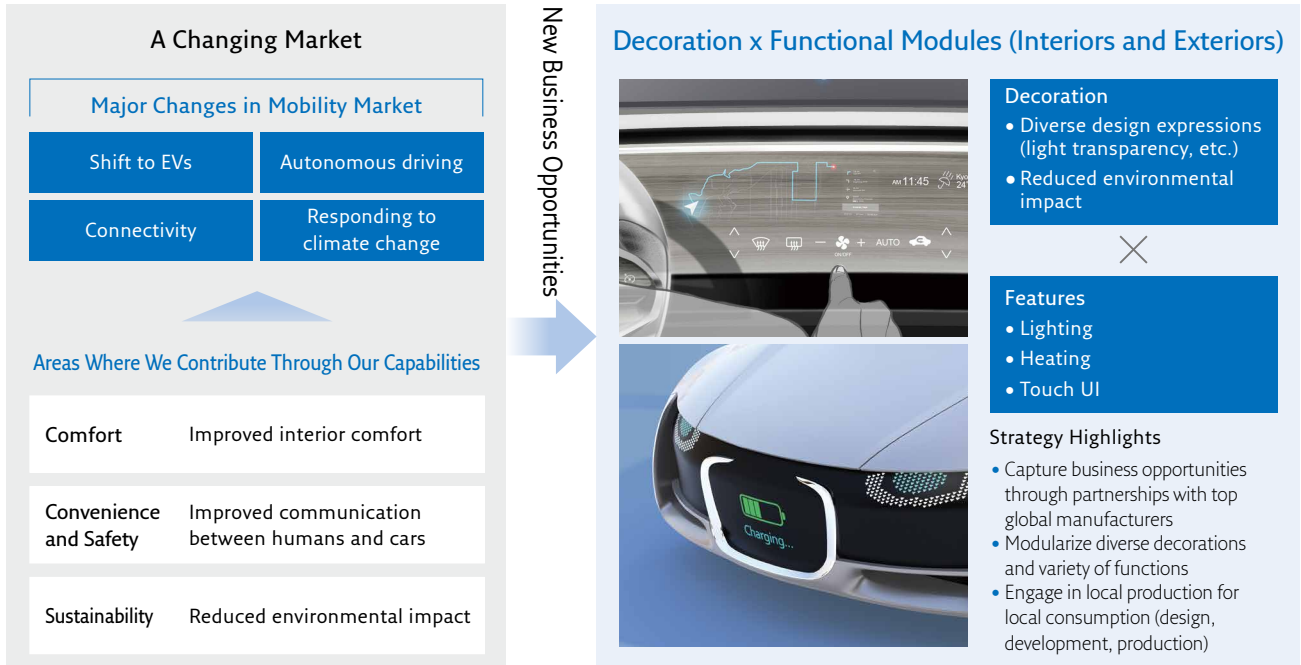 A Changing Market
Major Changes in Mobility Market
Shift to EVs
Autonomous driving
Connectivity
Responding to
climate change
Areas Where We Contribute Through Our Capabilities
Comfort
Improved interior comfort
Convenience
and Safety
Improved communication
between humans and cars
Sustainability
Reduced environmental impact
New Business Opportunities
Decoration x Functional Modules (Interiors and Exteriors)
AM 11:45
Kyo
24°
AUTO
ON/OFF
Charging...
Decoration
• Diverse design expressions
(light transparency, etc.)
• Reduced environmental
impact
Features
• Lighting
• Heating
• Touch UI
Strategy Highlights
• Capture business opportunities
through partnerships with top
global manufacturers
• Modularize diverse decorations
and variety of functions
• Engage in local production for
local consumption (design,
development, production)